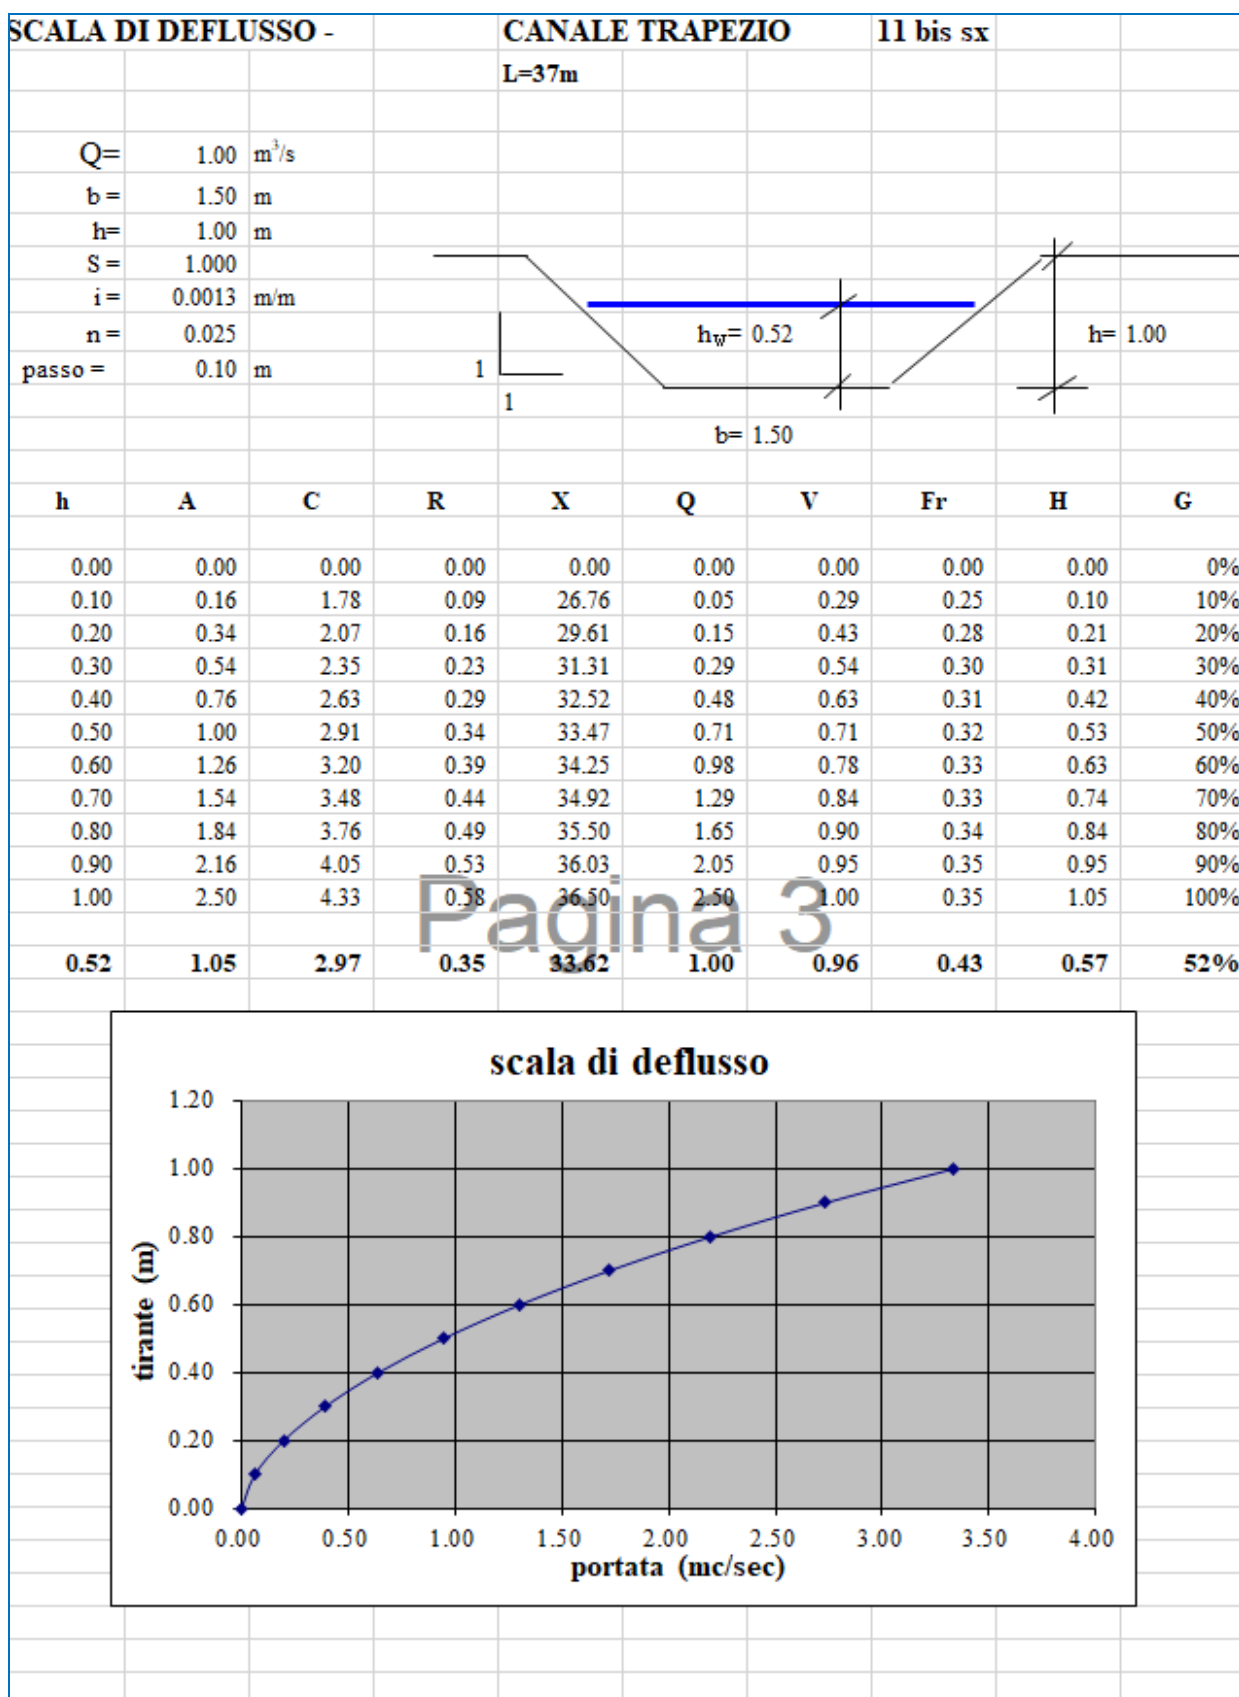 SCALA DI DEFLUSSO - CANALE TRAPEZIO 11 bis sx
L=37m
Q= 1.00 m³/s
b = 1.50 m
h= 1.00 m
S = 1.000
i = 0.0013 m/m
n = 0.025
passo = 0.10 m
1
1
hw= 0.52
h= 1.00
b= 1.50
h A C R X Q V Fr H G
0.00 0.00 0.00 0.00 0.00 0.00 0.00 0.00 0.00 0%
0.10 0.16 1.78 0.09 26.76 0.05 0.29 0.25 0.10 10%
0.20 0.34 2.07 0.16 29.61 0.15 0.43 0.28 0.21 20%
0.30 0.54 2.35 0.23 31.31 0.29 0.54 0.30 0.31 30%
0.40 0.76 2.63 0.29 32.52 0.48 0.63 0.31 0.42 40%
0.50 1.00 2.91 0.34 33.47 0.71 0.71 0.32 0.53 50%
0.60 1.26 3.20 0.39 34.25 0.98 0.78 0.33 0.63 60%
0.70 1.54 3.48 0.44 34.92 1.29 0.84 0.33 0.74 70%
0.80 1.84 3.76 0.49 35.50 1.65 0.90 0.34 0.84 80%
0.90 2.16 4.05 0.53 36.03 2.05 0.95 0.35 0.95 90%
1.00 2.50 4.33 0.58 36.50 2.50 1.00 0.35 1.05 100%
Pagina 3
0.52 1.05 2.97 0.35 33.62 1.00 0.96 0.43 0.57 52%
scala di deflusso
1.20
1.00
0.80
0.60
0.40
0.20
0.00
tirante (m)
0.00 0.50 1.00 1.50 2.00 2.50 3.00 3.50 4.00
portata (mc/sec)